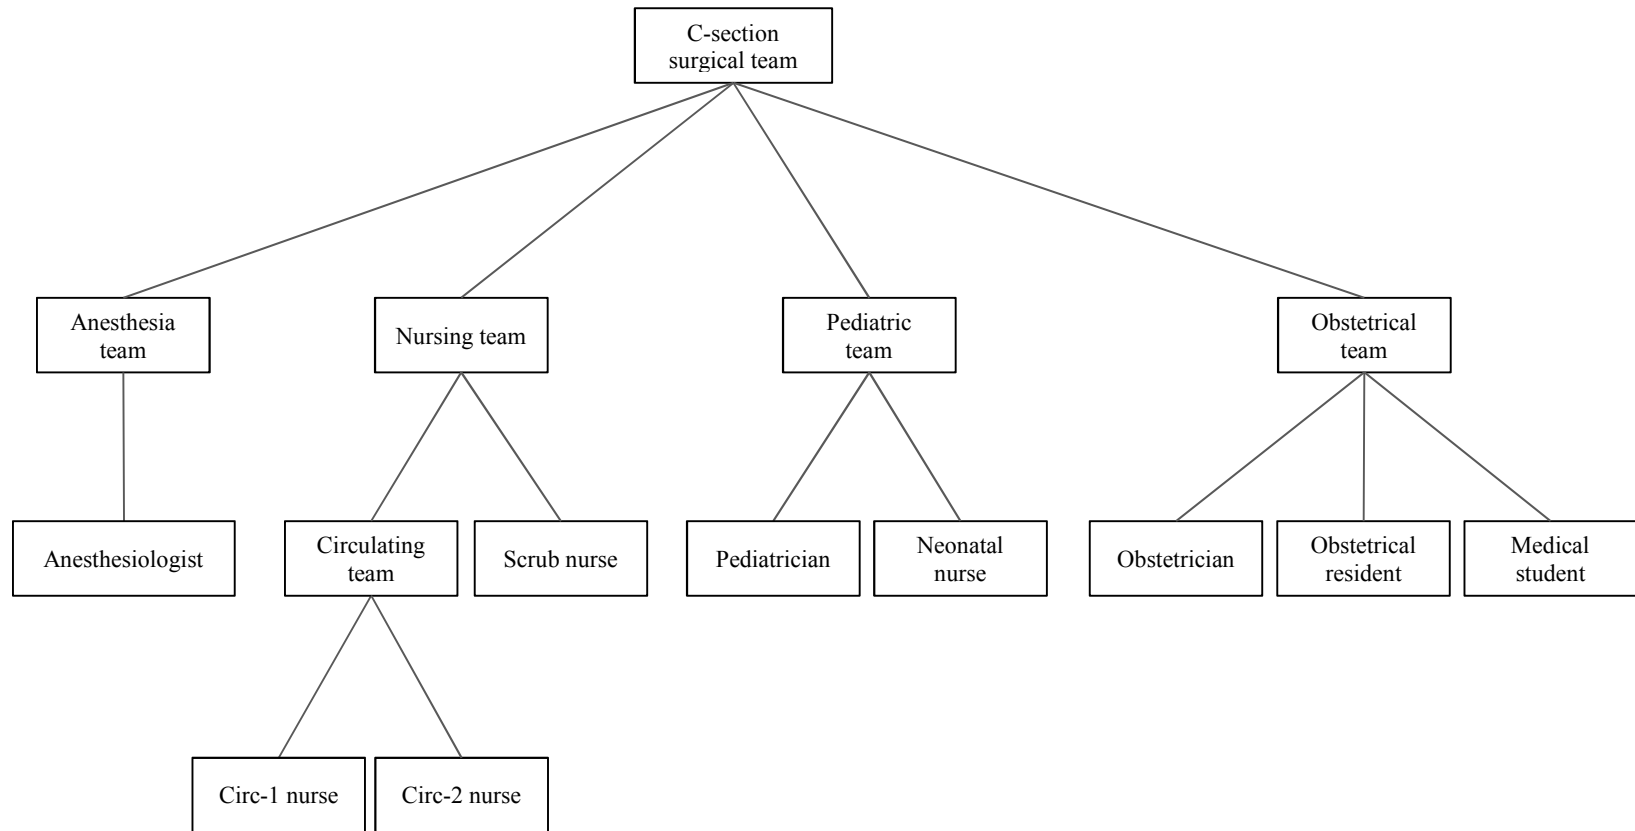 C-section
surgical team
Anesthesia
team
Nursing team
Pediatric
team
Obstetrical
team
Anesthesiologist
Circulating
team
Scrub nurse
Pediatrician
Neonatal
nurse
Obstetrician
Obstetrical
resident
Medical
student
Circ-1 nurse
Circ-2 nurse